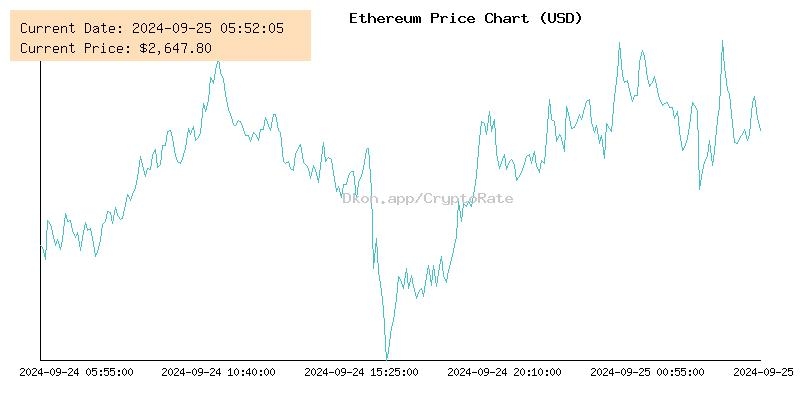 Ethereum Price Chart (USD)
Current Date: 2024-09-25 05:52:05
Current Price: $2,647.80
Dkon.app/CryptoRate
2024-09-24 05:55:00
2024-09-24 10:40:00
2024-09-24 15:25:00
2024-09-24 20:10:00
2024-09-25 00:55:00
2024-09-25